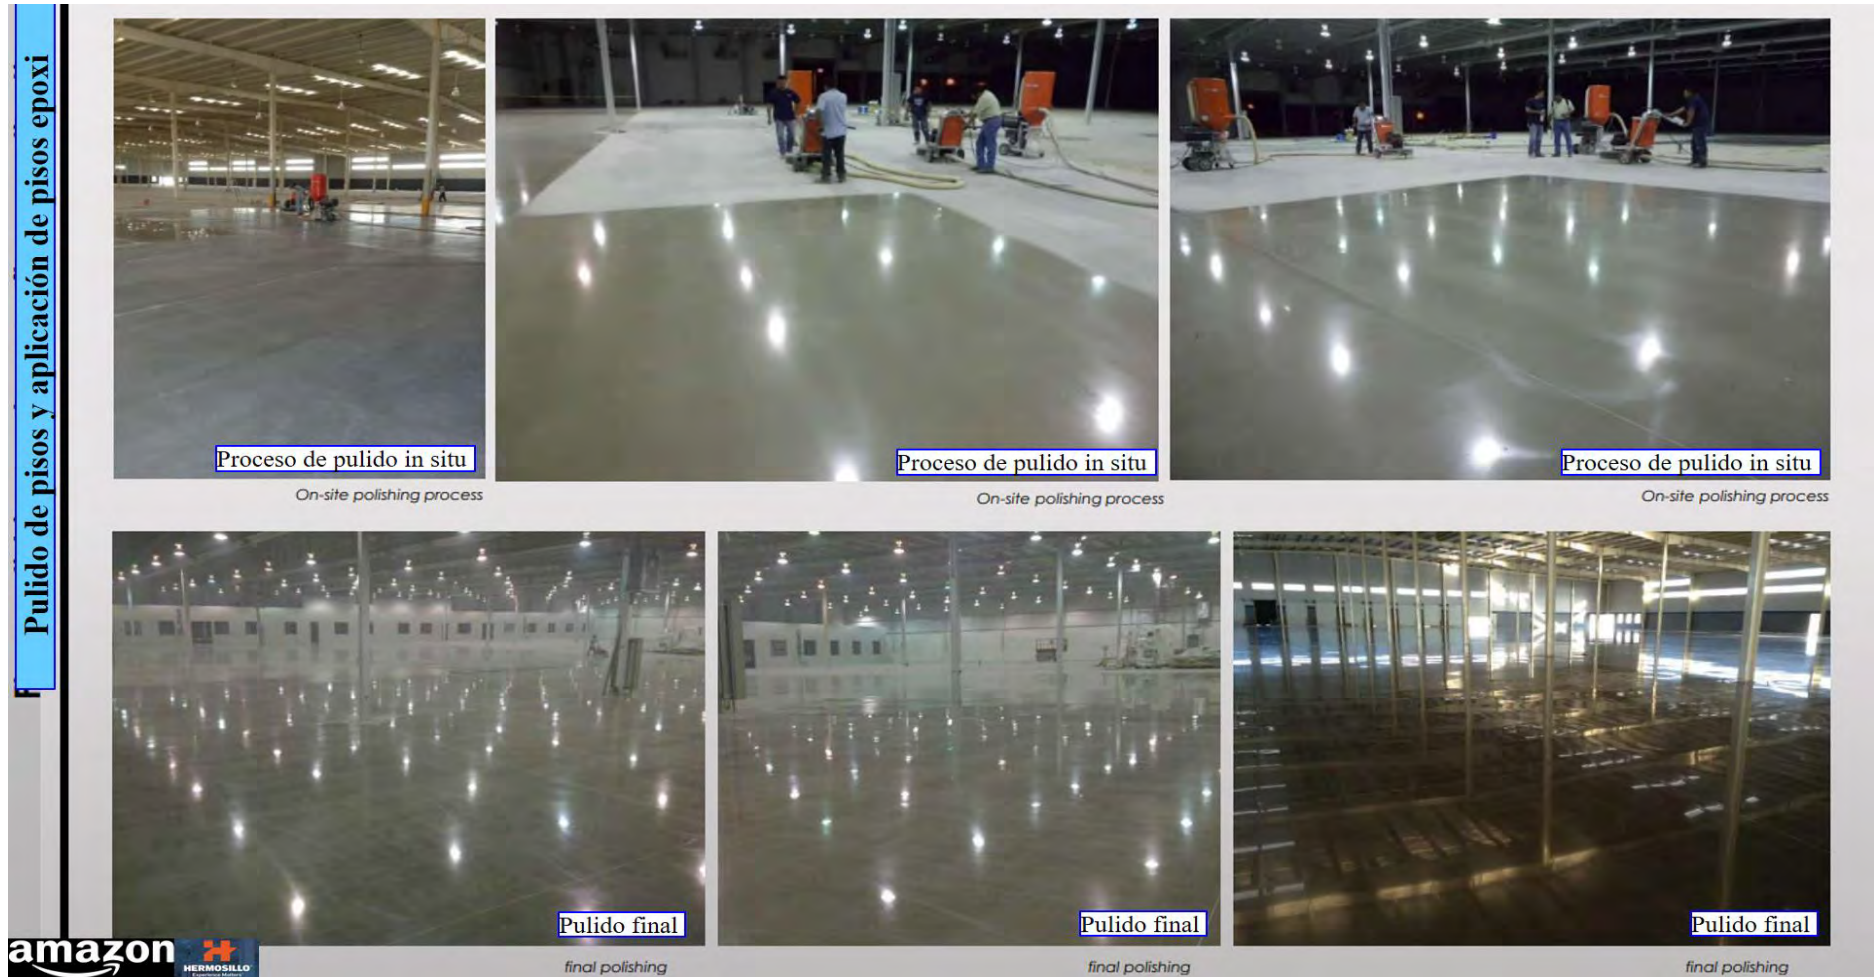 Pulido de pisos y aplicación de pisos epoxi
Proceso de pulido in situ
On-site polishing process
Proceso de pulido in situ
On-site polishing process
Proceso de pulido in situ
On-site polishing process
Pulido final
final polishing
Pulido final
final polishing
Pulido final
final polishing
amazon
HERMOSILLO
Experience Matters